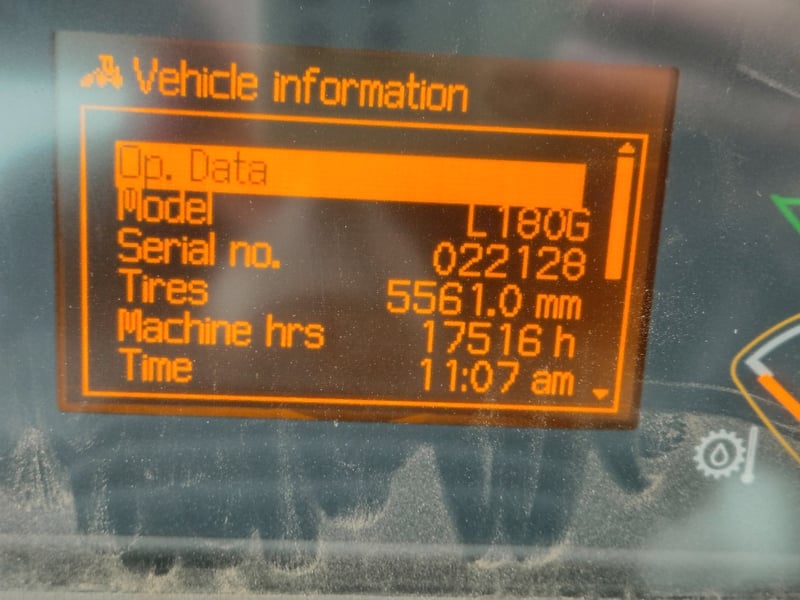 Vehicle information
Op. Data
Model L180G
Serial no. 022128
Tires 5561.0 mm
Machine hrs 17516 h
Time 11:07 am